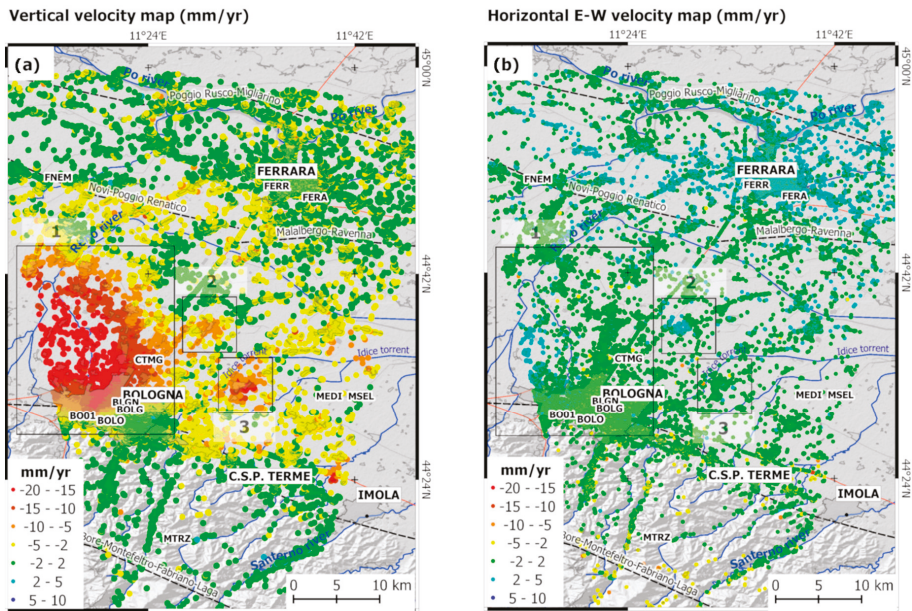 Vertical velocity map (mm/yr)
11°24'E
11°42'E
(a)
Po river
Poggio Rusco-Migliarino
Po river
FERRARA
FERR
FERA
FNEM
Novi-Poggio Renatico
1
river
Malalbergo-Ravenna
2
CTMG
Idice torrent
Idice torrent
BOLOGNA
BLGN
BOLG
BO01
BOLO
MEDI MSEL
3
C.S.P. TERME
IMOLA
mm/yr
-20 - -15
-15 - -10
-10 - -5
-5 - -2
-2 - 2
2 - 5
5 - 10
MTRZ
Santerno river
Bore-Montefeltro-Fabriano-Laga
0 5 10 km
45°00'N
44°42'N
44°24'N
Horizontal E-W velocity map (mm/yr)
11°24'E
11°42'E
(b)
Po river
Poggio Rusco-Migliarino
Po river
FERRARA
FERR
FERA
FNEM
Novi-Poggio Renatico
1
river
Malalbergo-Ravenna
2
CTMG
Idice torrent
Idice torrent
BOLOGNA
BLGN
BOLG
BO01
BOLO
MEDI MSEL
3
C.S.P. TERME
IMOLA
mm/yr
-20 - -15
-15 - -10
-10 - -5
-5 - -2
-2 - 2
2 - 5
5 - 10
MTRZ
Santerno river
Bore-Montefeltro-Fabriano-Laga
0 5 10 km
45°00'N
44°42'N
44°24'N